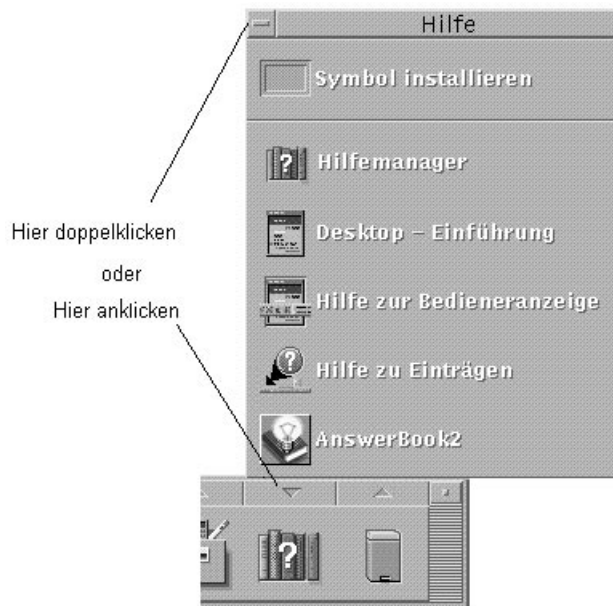 Hilfe
Symbol installieren
Hilfemanager
Desktop – Einführung
Hier doppelklicken
oder
Hier anklicken
Hilfe zur Bedieneranzeige
Hilfe zu Einträgen
AnswerBook2